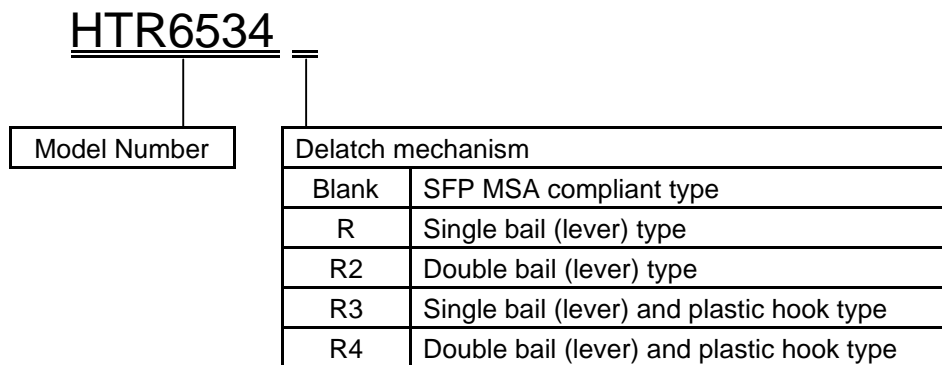 HTR6534 _
Model Number
Delatch mechanism
Blank SFP MSA compliant type
R Single bail (lever) type
R2 Double bail (lever) type
R3 Single bail (lever) and plastic hook type
R4 Double bail (lever) and plastic hook type